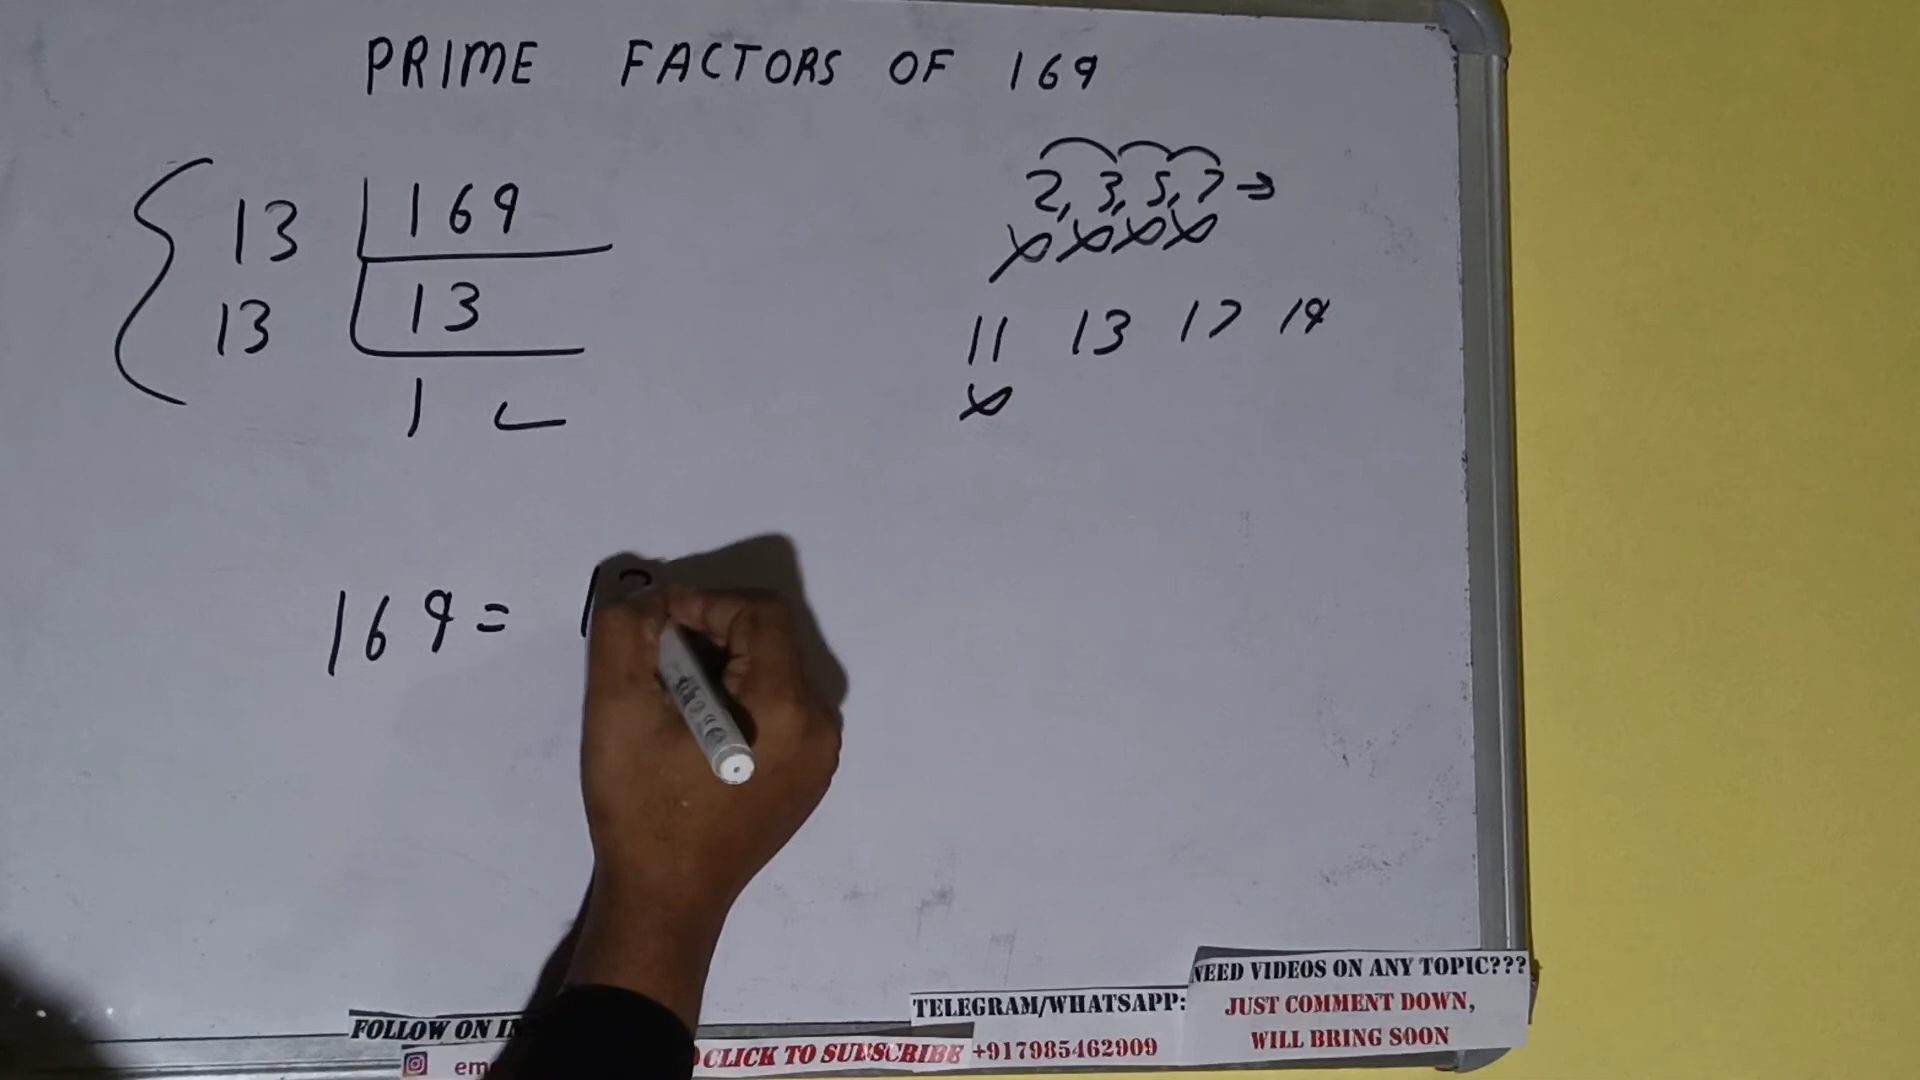 PRIME FACTORS OF 169
13 169
13 13
1
2, 3, 5, 7 →
11 13 17 19
169 = 13
NEED VIDEOS ON ANY TOPIC???
JUST COMMENT DOWN,
WILL BRING SOON
TELEGRAM/WHATSAPP:
+917985462909
FOLLOW ON
CLICK TO SUBSCRIBE